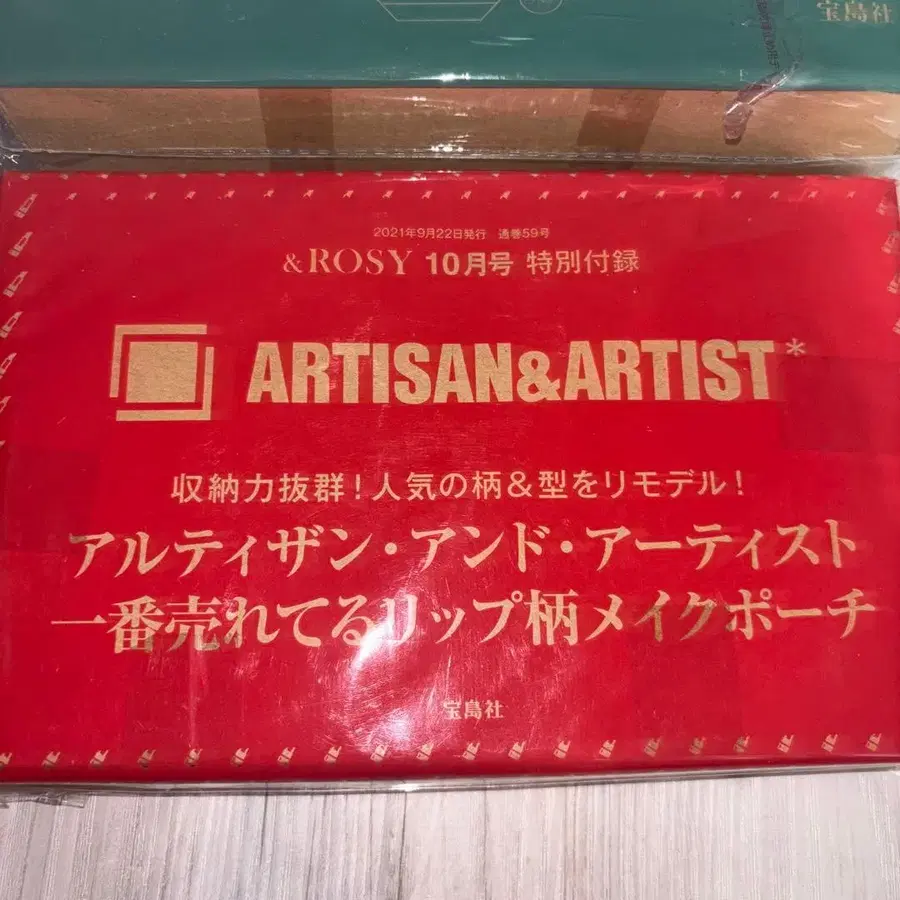 宝島社
2021年9月22日発行 通巻59号
&ROSY 10月号 特別付録
ARTISAN&ARTIST*
収納力抜群!人気の柄&型をリモデル!
アルティザン・アンド・アーティスト
一番売れてるリップ柄メイクポーチ
宝島社